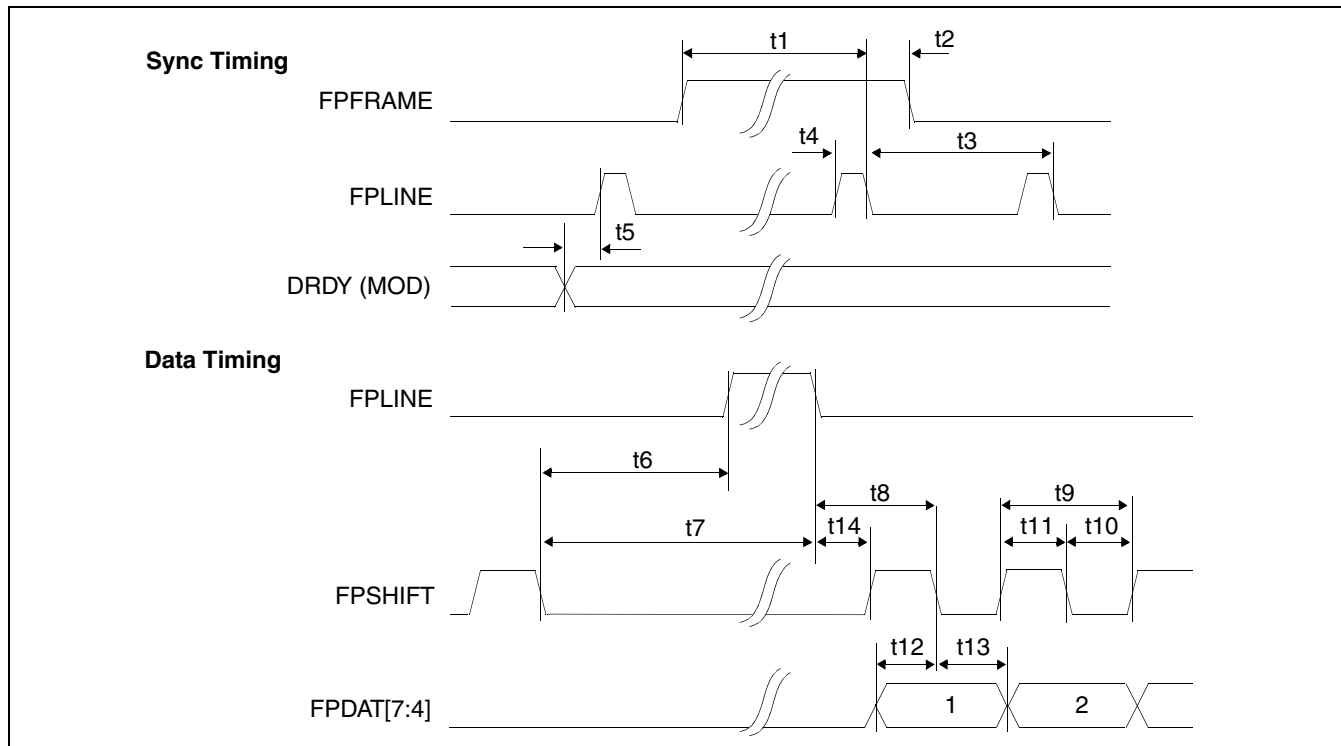 Sync Timing
t1
t2
FPFRAME
t4
t3
FPLINE
t5
DRDY (MOD)
Data Timing
FPLINE
t6
t8
t9
t7
t14
t11
t10
FPSHIFT
t12
t13
FPDAT[7:4]
1
2